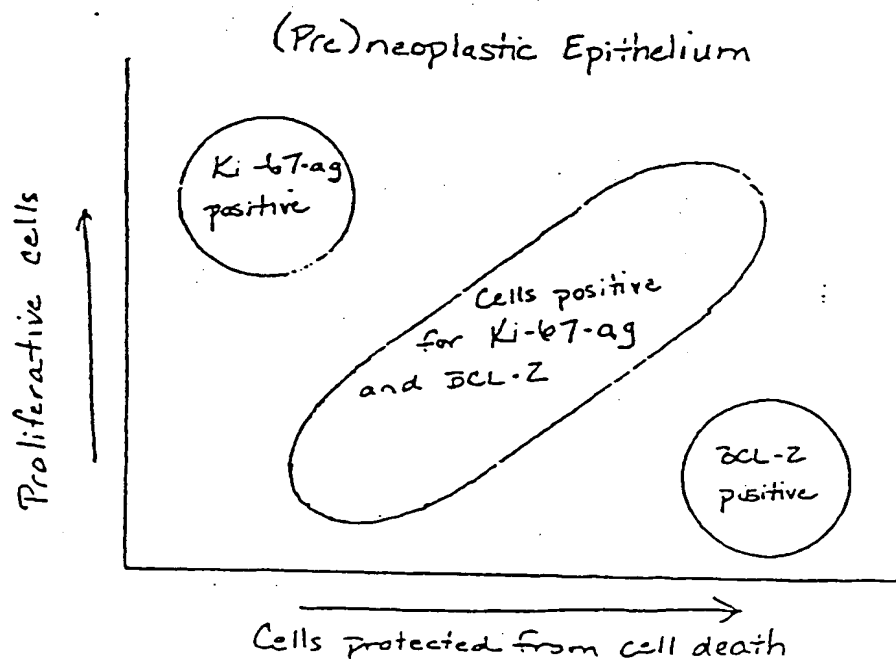 (Pre)neoplastic Epithelium
Ki-67-ag
positive
Proliferative cells
Cells positive
for Ki-67-ag
and BCL-2
BCL-2
positive
Cells protected from cell death